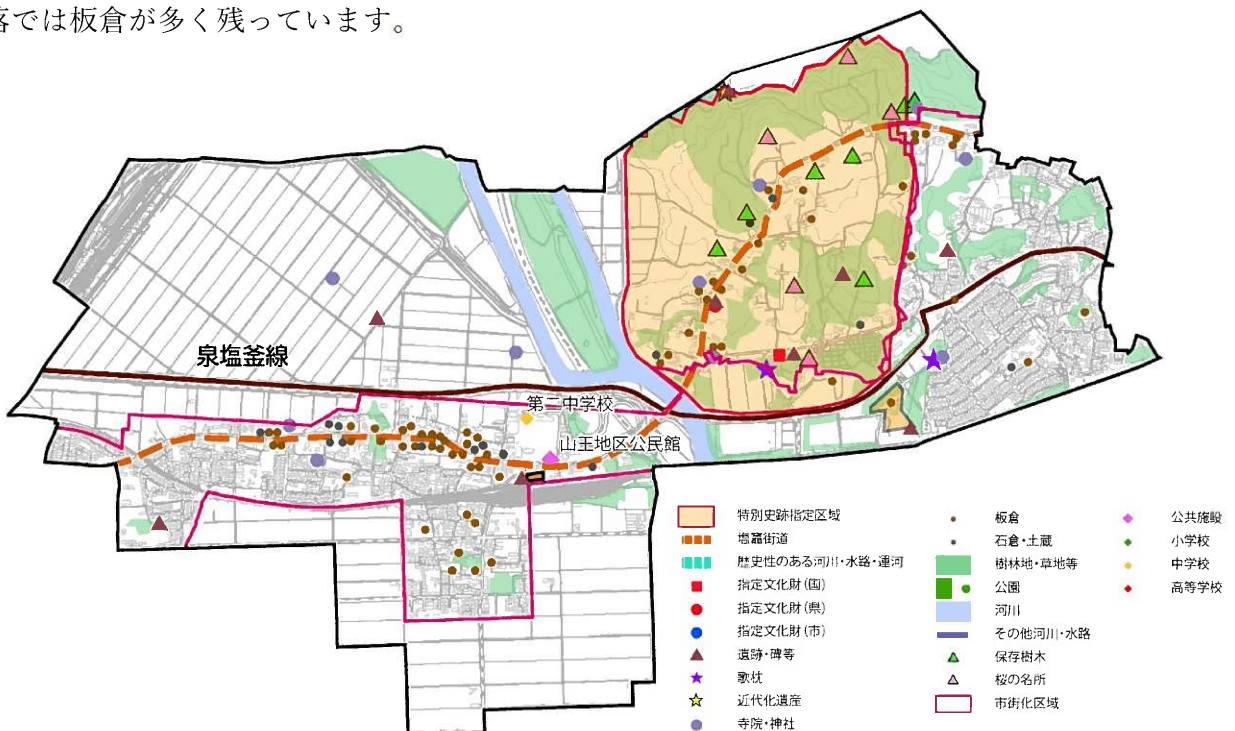 落では板倉が多く残っています。
泉塩釜線
第二中学校
山王地区公民館
特別史跡指定区域
塩竈街道
歴史性のある河川・水路・運河
指定文化財(国)
指定文化財(県)
指定文化財(市)
遺跡・碑等
歌枕
近代化遺産
寺院・神社
板倉
石倉・土蔵
樹林地・草地等
公園
河川
その他河川・水路
保存樹木
桜の名所
市街化区域
公共施設
小学校
中学校
高等学校